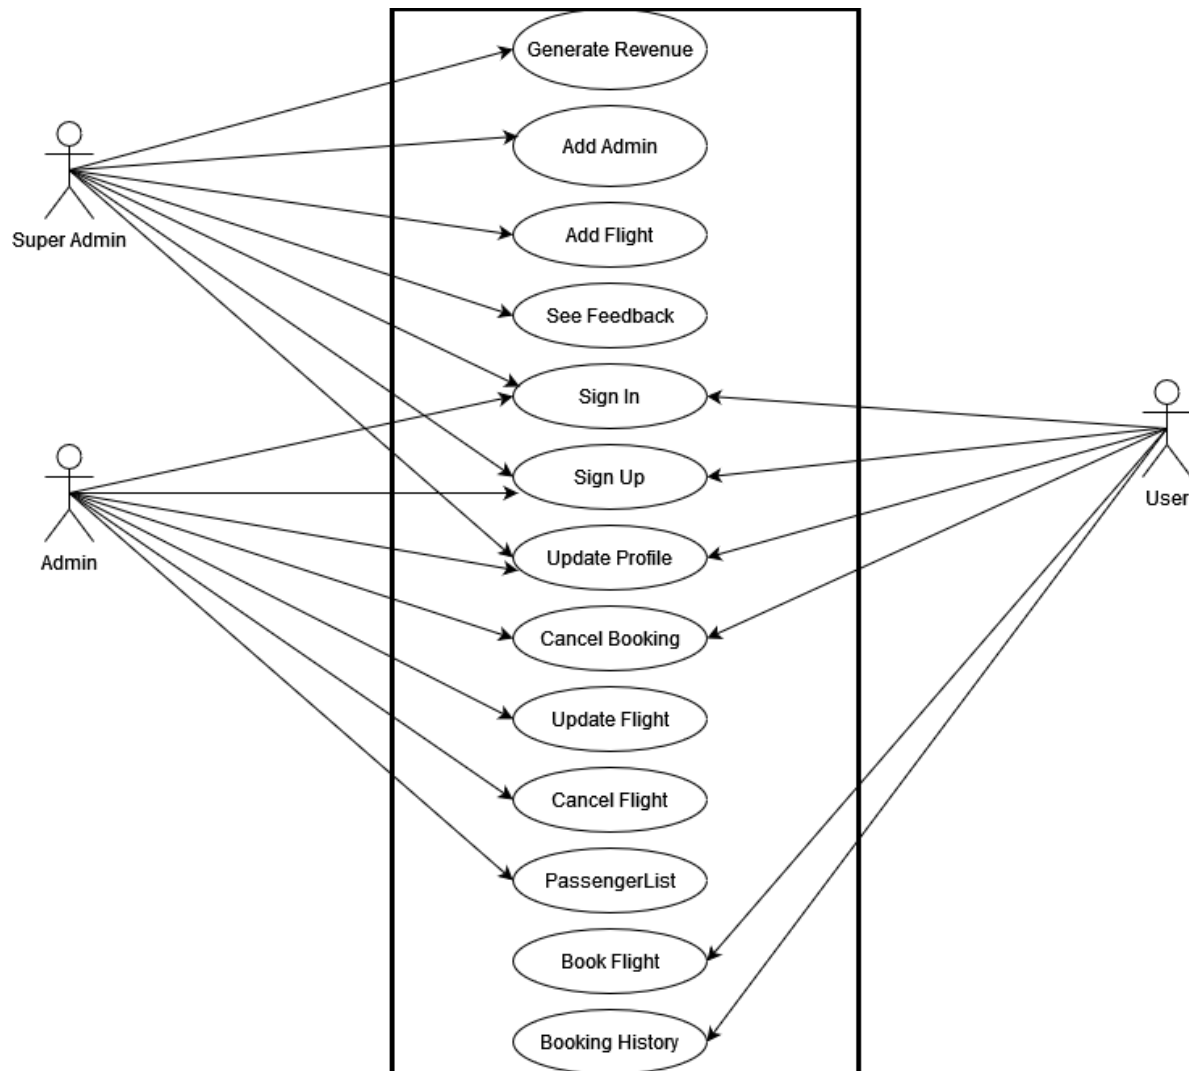 Generate Revenue
Add Admin
Super Admin
Add Flight
See Feedback
Sign In
Sign Up
User
Admin
Update Profile
Cancel Booking
Update Flight
Cancel Flight
PassengerList
Book Flight
Booking History